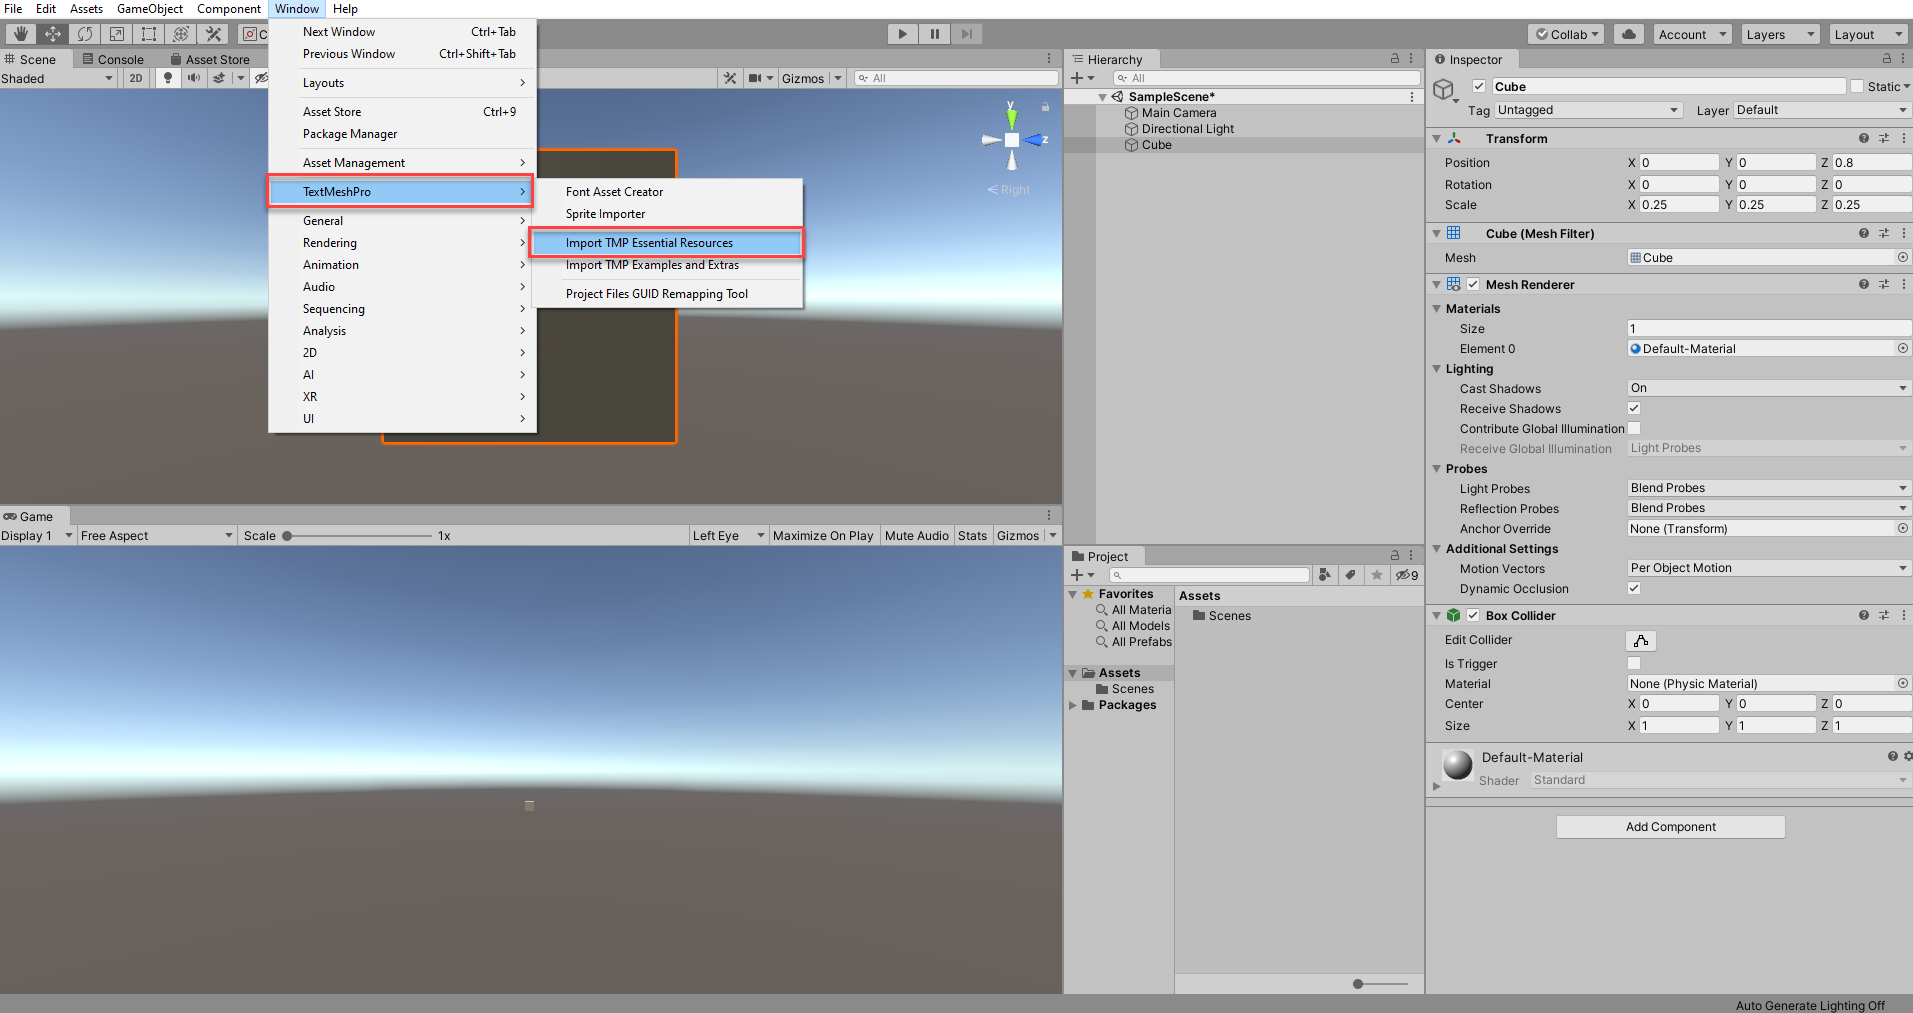 File Edit Assets GameObject Component Window Help
Collab Account Layers Layout
Scene Console Asset Store
Shaded 2D Gizmos All
Next Window Ctrl+Tab
Previous Window Ctrl+Shift+Tab
Layouts
Asset Store Ctrl+9
Package Manager
Asset Management
TextMeshPro
General
Rendering
Animation
Audio
Sequencing
Analysis
2D
AI
XR
UI
Font Asset Creator
Sprite Importer
Import TMP Essential Resources
Import TMP Examples and Extras
Project Files GUID Remapping Tool
y
z
Right
Game
Display 1 Free Aspect Scale 1x Left Eye Maximize On Play Mute Audio Stats Gizmos
Hierarchy
All
SampleScene*
Main Camera
Directional Light
Cube
Project
9
Favorites
All Materia
All Models
All Prefabs
Assets
Scenes
Packages
Assets
Scenes
Inspector
Cube Static
Tag Untagged Layer Default
Transform
Position X 0 Y 0 Z 0.8
Rotation X 0 Y 0 Z 0
Scale X 0.25 Y 0.25 Z 0.25
Cube (Mesh Filter)
Mesh Cube
Mesh Renderer
Materials
Size 1
Element 0 Default-Material
Lighting
Cast Shadows On
Receive Shadows
Contribute Global Illumination
Receive Global Illumination Light Probes
Probes
Light Probes Blend Probes
Reflection Probes Blend Probes
Anchor Override None (Transform)
Additional Settings
Motion Vectors Per Object Motion
Dynamic Occlusion
Box Collider
Edit Collider
Is Trigger
Material None (Physic Material)
Center X 0 Y 0 Z 0
Size X 1 Y 1 Z 1
Default-Material
Shader Standard
Add Component
Auto Generate Lighting Off